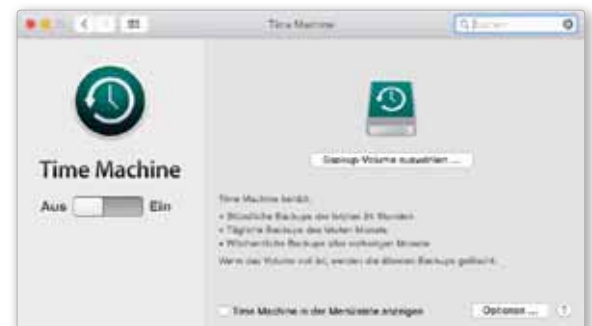 Time Machine
Suchen
Time Machine
Aus Ein
Backup-Volume auswählen ...
Time Machine behält:
• Stündliche Backups der letzten 24 Stunden
• Tägliche Backups des letzten Monats
• Wöchentliche Backups aller vorherigen Monate
Wenn das Volume voll ist, werden die ältesten Backups gelöscht.
Time Machine in der Menüleiste anzeigen
Optionen ... ?